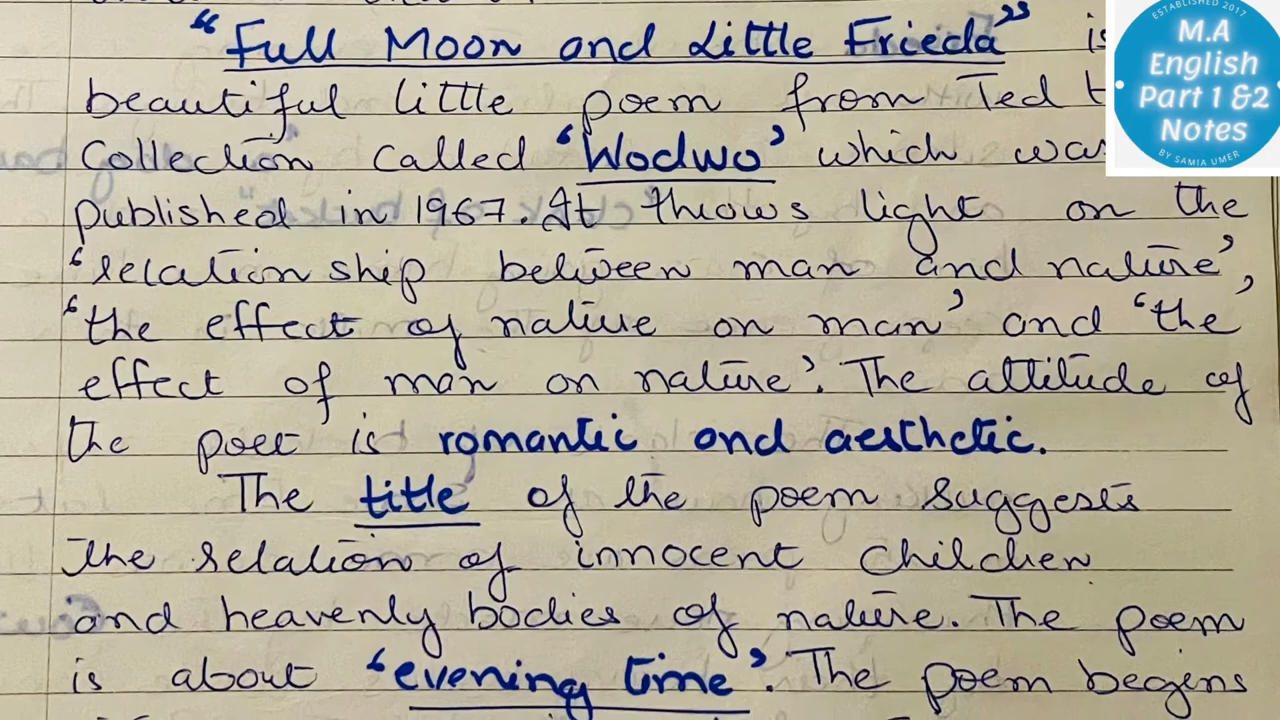 “Full Moon and Little Frieda” is
beautiful little poem from Ted
Collection Called ‘Wodwo’ which was
published in 1967. It throws light on the
‘relation ship between man and nature’,
‘the effect of nature on man’ and ‘the
effect of man on nature’. The attitude of
the poet is romantic and aesthetic.
The title of the poem suggests
the relation of innocent children
and heavenly bodies of nature. The poem
is about ‘evening time’. The poem begins
ESTABLISHED 2017
M.A
English
Part 1 &2
Notes
BY SAMIA UMER